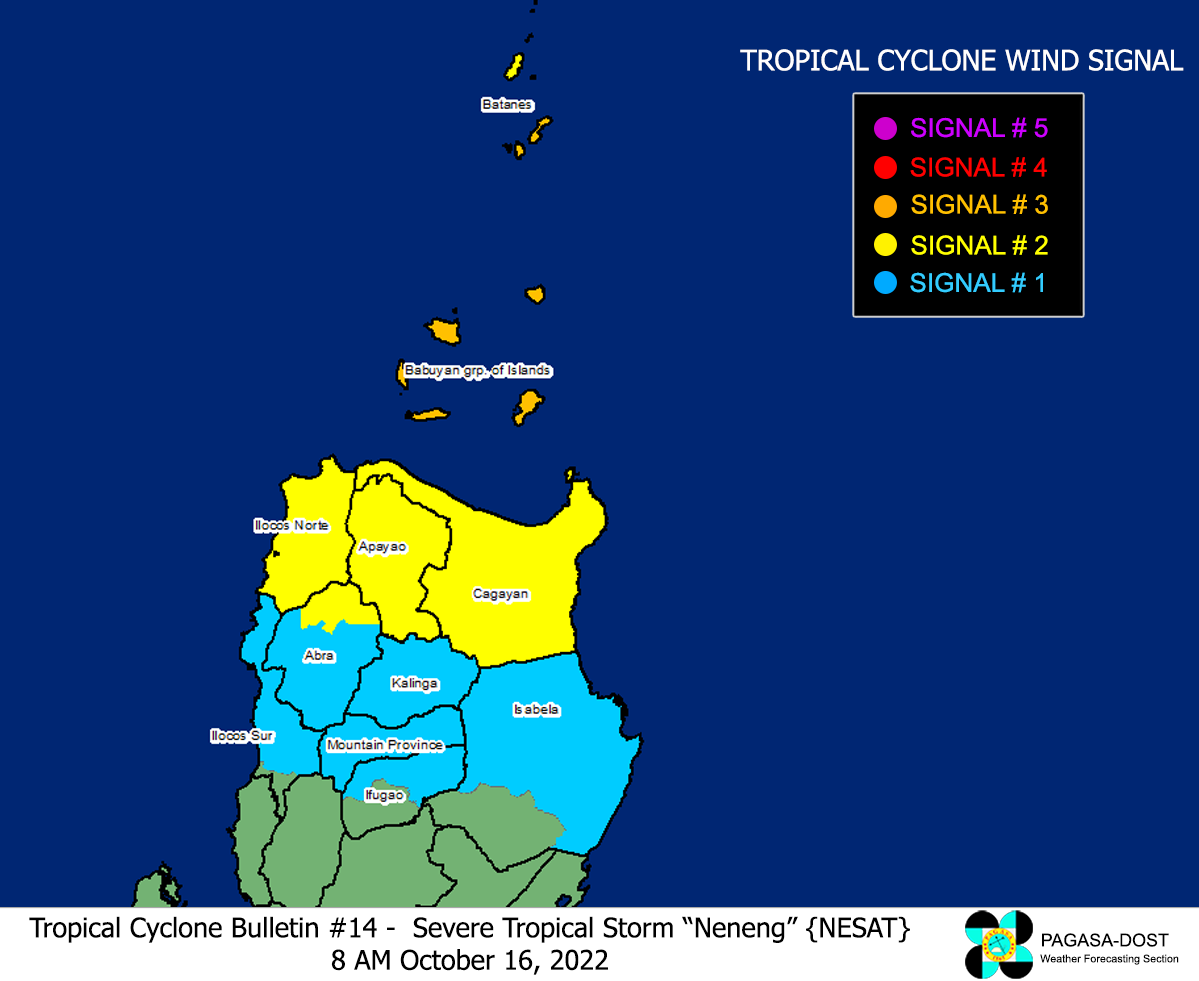 TROPICAL CYCLONE WIND SIGNAL
SIGNAL # 5
SIGNAL # 4
SIGNAL # 3
SIGNAL # 2
SIGNAL # 1
Batanes
Babuyan grp. of Islands
Ilocos Norte
Apayao
Cagayan
Abra
Kalinga
Isabela
Ilocos Sur
Mountain Province
Ifugao
Tropical Cyclone Bulletin #14 - Severe Tropical Storm “Neneng” {NESAT}
8 AM October 16, 2022
PAGASA-DOST
Weather Forecasting Section